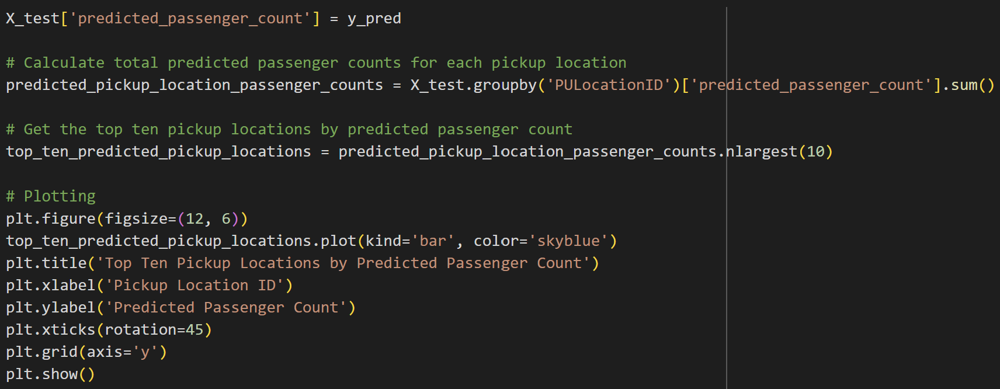 X_test['predicted_passenger_count'] = y_pred
# Calculate total predicted passenger counts for each pickup location
predicted_pickup_location_passenger_counts = X_test.groupby('PULocationID')['predicted_passenger_count'].sum()
# Get the top ten pickup locations by predicted passenger count
top_ten_predicted_pickup_locations = predicted_pickup_location_passenger_counts.nlargest(10)
# Plotting
plt.figure(figsize=(12, 6))
top_ten_predicted_pickup_locations.plot(kind='bar', color='skyblue')
plt.title('Top Ten Pickup Locations by Predicted Passenger Count')
plt.xlabel('Pickup Location ID')
plt.ylabel('Predicted Passenger Count')
plt.xticks(rotation=45)
plt.grid(axis='y')
plt.show()